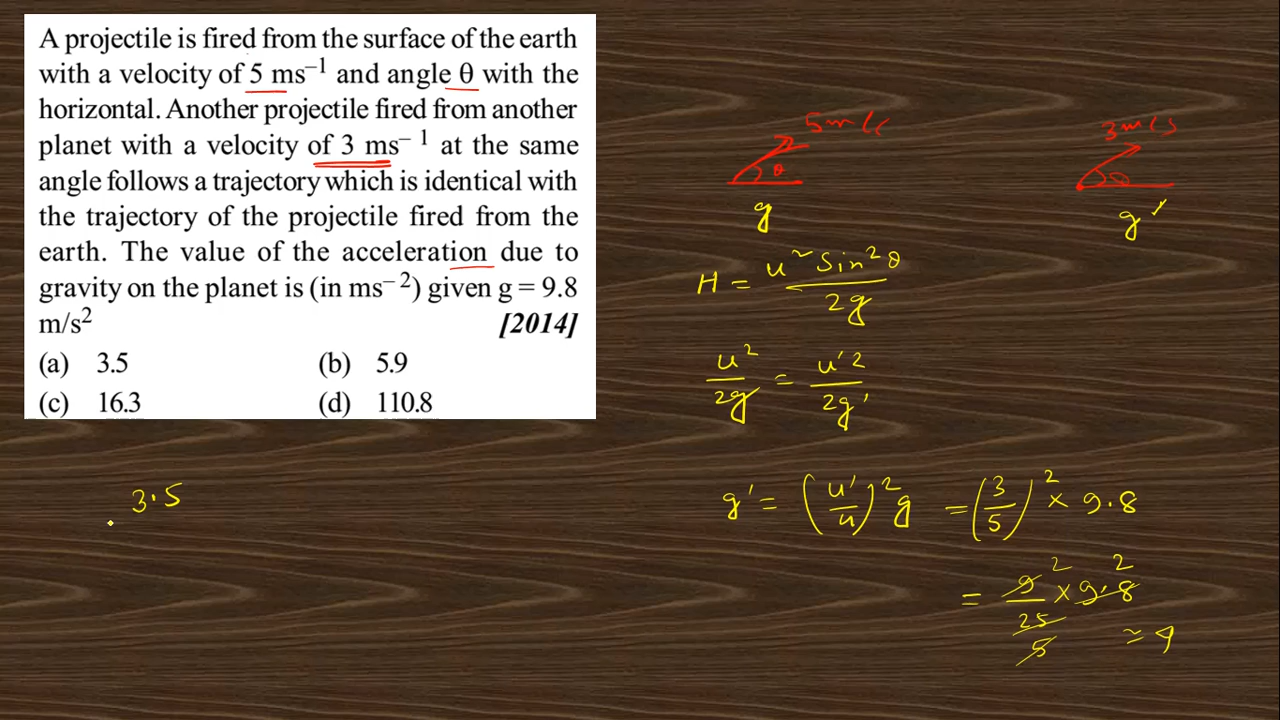 A projectile is fired from the surface of the earth
with a velocity of 5 ms⁻¹ and angle θ with the
horizontal. Another projectile fired from another
planet with a velocity of 3 ms⁻ ¹ at the same
angle follows a trajectory which is identical with
the trajectory of the projectile fired from the
earth. The value of the acceleration due to
gravity on the planet is (in ms⁻²) given g = 9.8
m/s² [2014]
(a) 3.5 (b) 5.9
(c) 16.3 (d) 110.8
3.5
5m/s
θ
g
3m/s
θ
g'
H = u² Sin²θ / 2g
u² / 2g = u'2 / 2g'
g' = (u'/u)² g = (3/5)² × 9.8
= 9 2 / 25 5 × 9.8 2
≈ 4